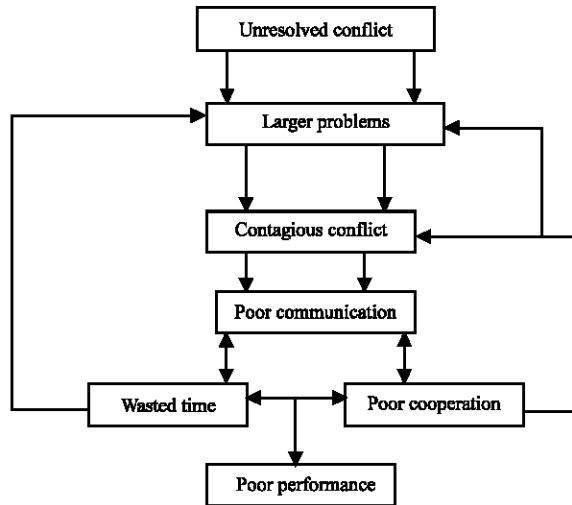 Unresolved conflict
Larger problems
Contagious conflict
Poor communication
Wasted time
Poor cooperation
Poor performance